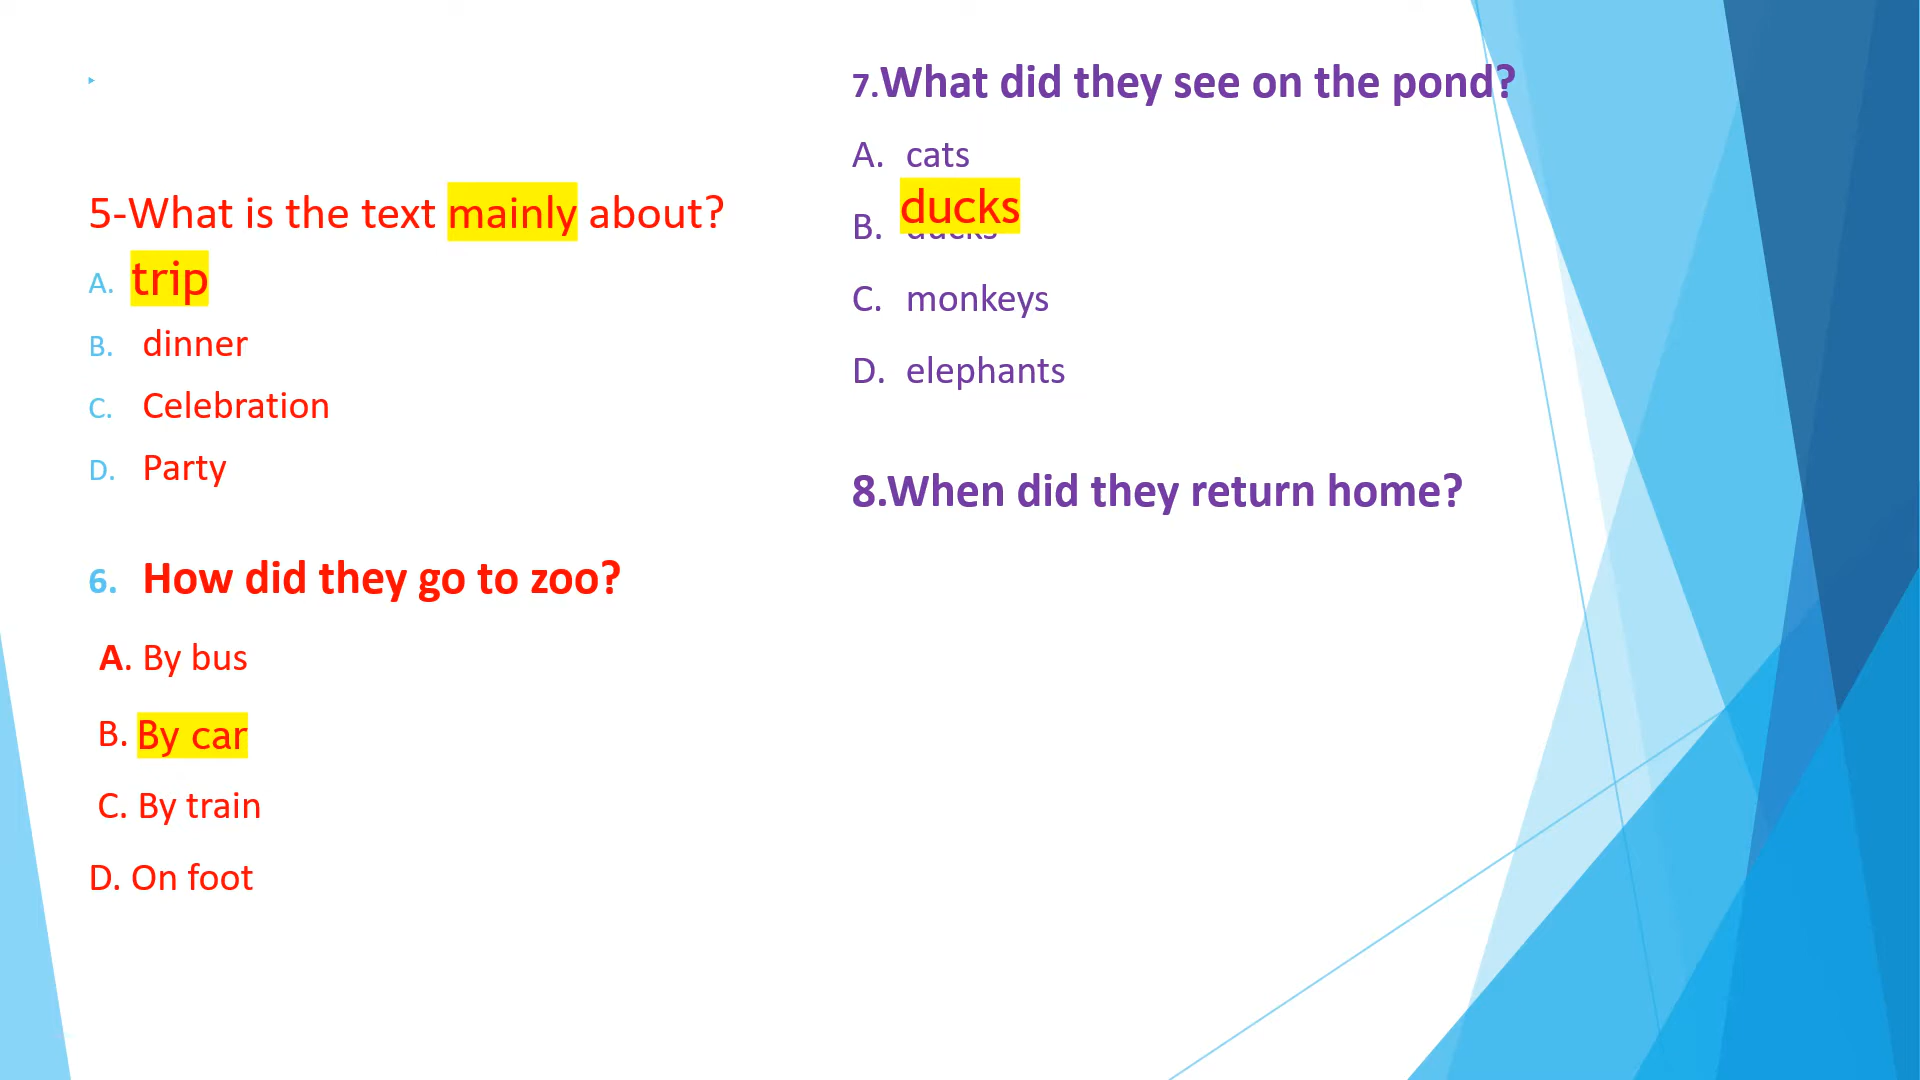 5-What is the text mainly about?
A. trip
B. dinner
C. Celebration
D. Party
6. How did they go to zoo?
A. By bus
B. By car
C. By train
D. On foot
7.What did they see on the pond?
A. cats
B. ducks
C. monkeys
D. elephants
8.When did they return home?